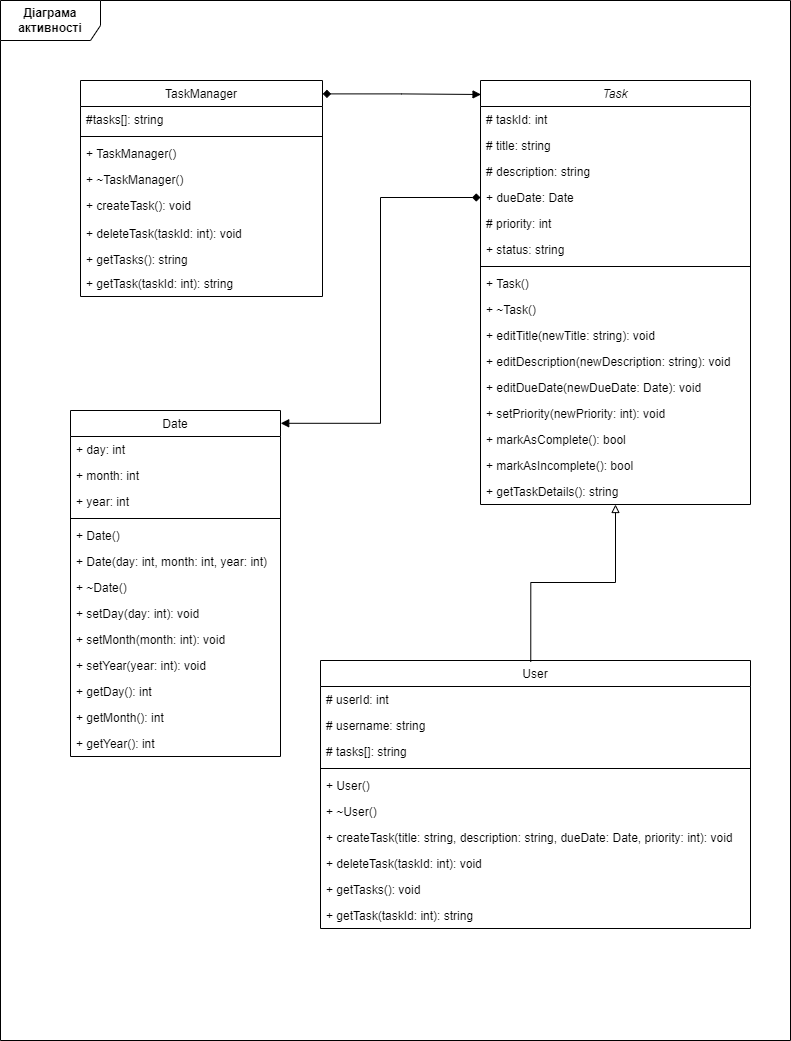 Діаграма
активності
TaskManager
#tasks[]: string
+ TaskManager()
+ ~TaskManager()
+ createTask(): void
+ deleteTask(taskId: int): void
+ getTasks(): string
+ getTask(taskId: int): string
Task
# taskId: int
# title: string
# description: string
+ dueDate: Date
# priority: int
+ status: string
+ Task()
+ ~Task()
+ editTitle(newTitle: string): void
+ editDescription(newDescription: string): void
+ editDueDate(newDueDate: Date): void
+ setPriority(newPriority: int): void
+ markAsComplete(): bool
+ markAsIncomplete(): bool
+ getTaskDetails(): string
Date
+ day: int
+ month: int
+ year: int
+ Date()
+ Date(day: int, month: int, year: int)
+ ~Date()
+ setDay(day: int): void
+ setMonth(month: int): void
+ setYear(year: int): void
+ getDay(): int
+ getMonth(): int
+ getYear(): int
User
# userId: int
# username: string
# tasks[]: string
+ User()
+ ~User()
+ createTask(title: string, description: string, dueDate: Date, priority: int): void
+ deleteTask(taskId: int): void
+ getTasks(): void
+ getTask(taskId: int): string